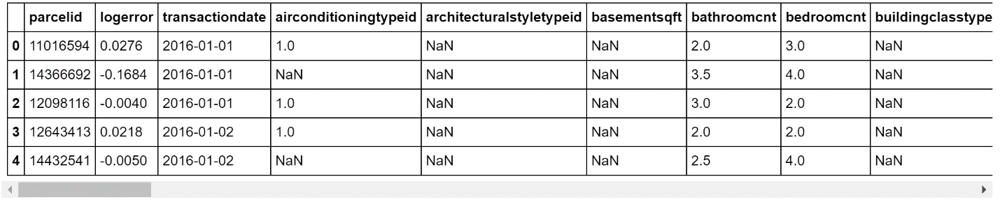 parcelid logerror transactiondate airconditioningtypeid architecturalstyletypeid basementsqft bathroomcnt bedroomcnt buildingclasstype
0 11016594 0.0276 2016-01-01 1.0 NaN NaN 2.0 3.0 NaN
1 14366692 -0.1684 2016-01-01 NaN NaN NaN 3.5 4.0 NaN
2 12098116 -0.0040 2016-01-01 1.0 NaN NaN 3.0 2.0 NaN
3 12643413 0.0218 2016-01-02 1.0 NaN NaN 2.0 2.0 NaN
4 14432541 -0.0050 2016-01-02 NaN NaN NaN 2.5 4.0 NaN